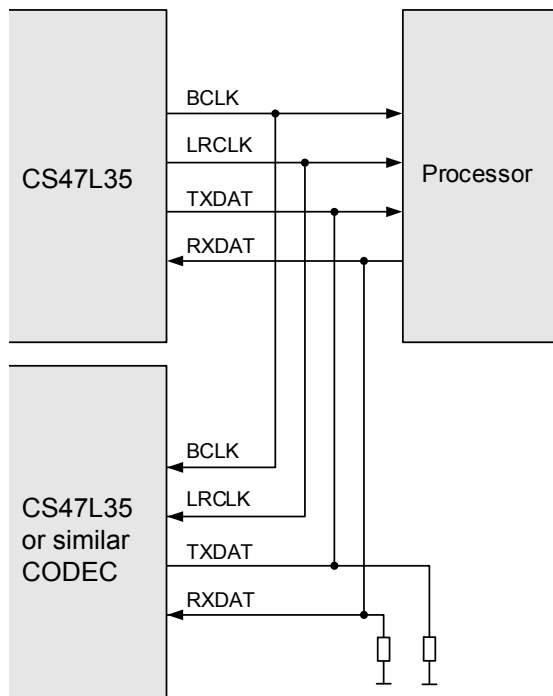 BCLK
LRCLK
CS47L35
Processor
TXDAT
RXDAT
BCLK
LRCLK
CS47L35
or similar
CODEC
TXDAT
RXDAT